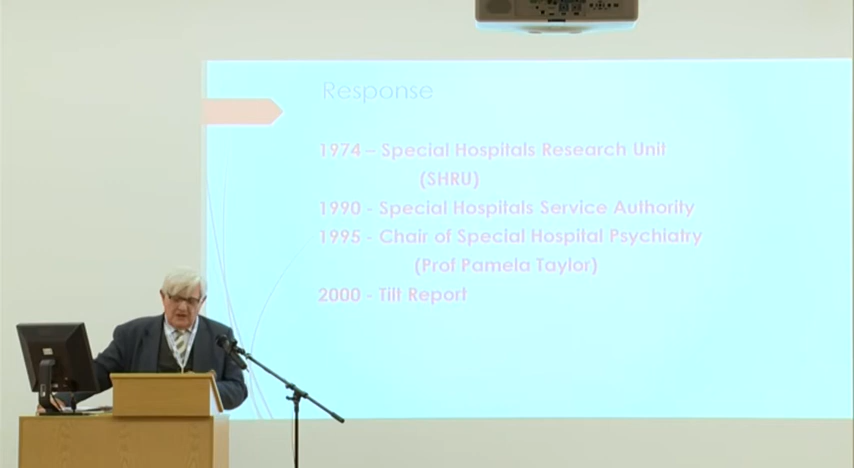 Response
1974 – Special Hospitals Research Unit
(SHRU)
1990 - Special Hospitals Service Authority
1995 - Chair of Special Hospital Psychiatry
(Prof Pamela Taylor)
2000 - Tilt Report